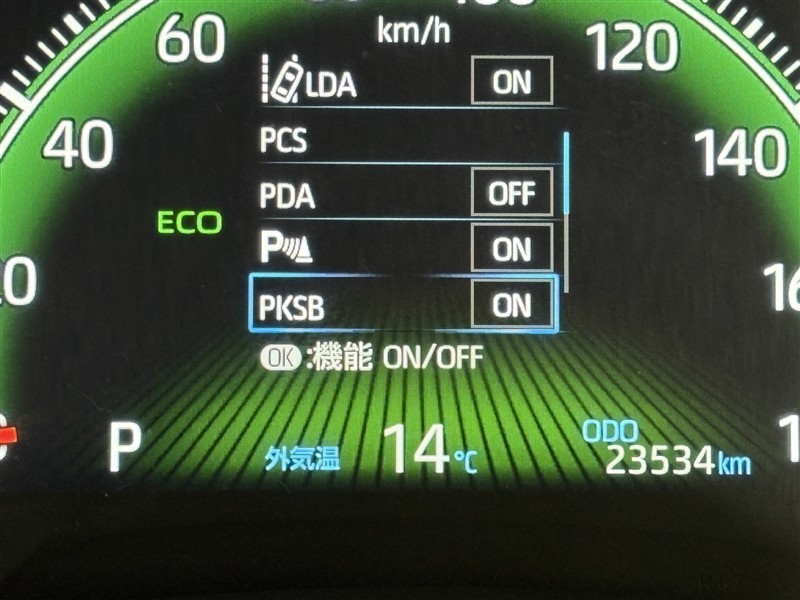 60
km/h
120
LDA ON
40
PCS
140
PDA OFF
ECO
P ON
PKSB ON
OK:機能 ON/OFF
P
外気温 14℃
ODO
23534km